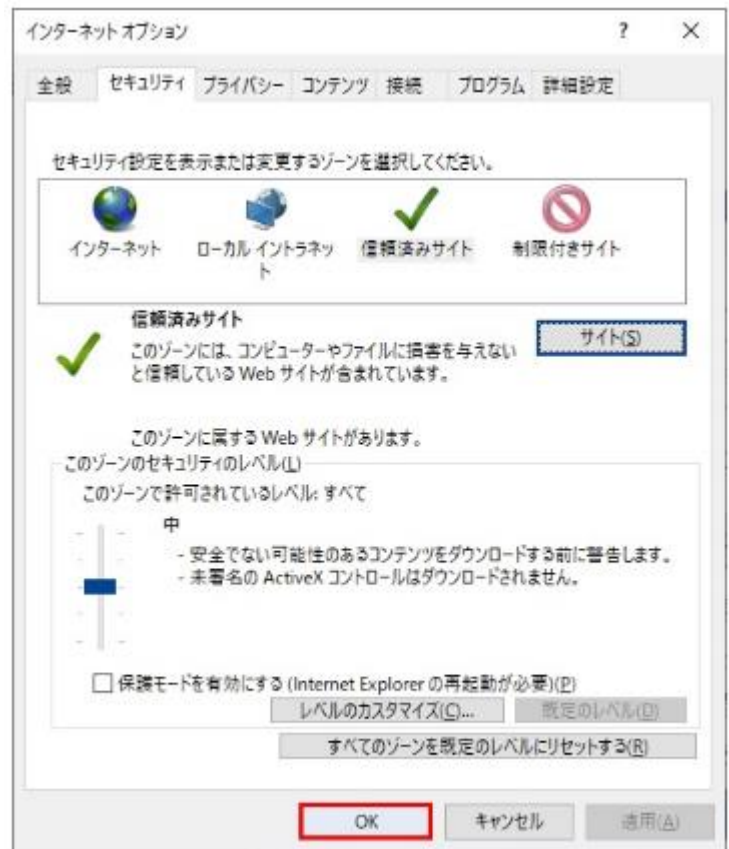 インターネット オプション ? ×
全般 セキュリティ プライバシー コンテンツ 接続 プログラム 詳細設定
セキュリティ設定を表示または変更するゾーンを選択してください。
インターネット ローカル イントラネッ 信頼済みサイト 制限付きサイト
ト
信頼済みサイト
サイト(S)
このゾーンには、コンピューターやファイルに損害を与えない
と信頼している Web サイトが含まれています。
このゾーンに属する Web サイトがあります。
このゾーンのセキュリティのレベル(L)
このゾーンで許可されているレベル: すべて
中
- 安全でない可能性のあるコンテンツをダウンロードする前に警告します。
- 未署名の ActiveX コントロールはダウンロードされません。
保護モードを有効にする (Internet Explorer の再起動が必要)(P)
レベルのカスタマイズ(C)... 既定のレベル(D)
すべてのゾーンを既定のレベルにリセットする(R)
OK キャンセル 適用(A)